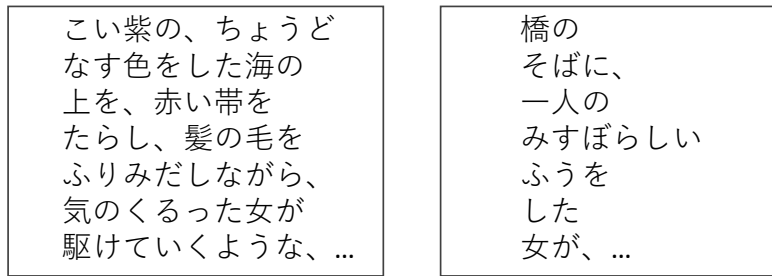 こい紫の、ちょうど
なす色をした海の
上を、赤い帯を
たらし、髪の毛を
ふりみだしながら、
気のくるった女が
駆けていくような、...
橋の
そばに、
一人の
みすぼらしい
ふうを
した
女が、...